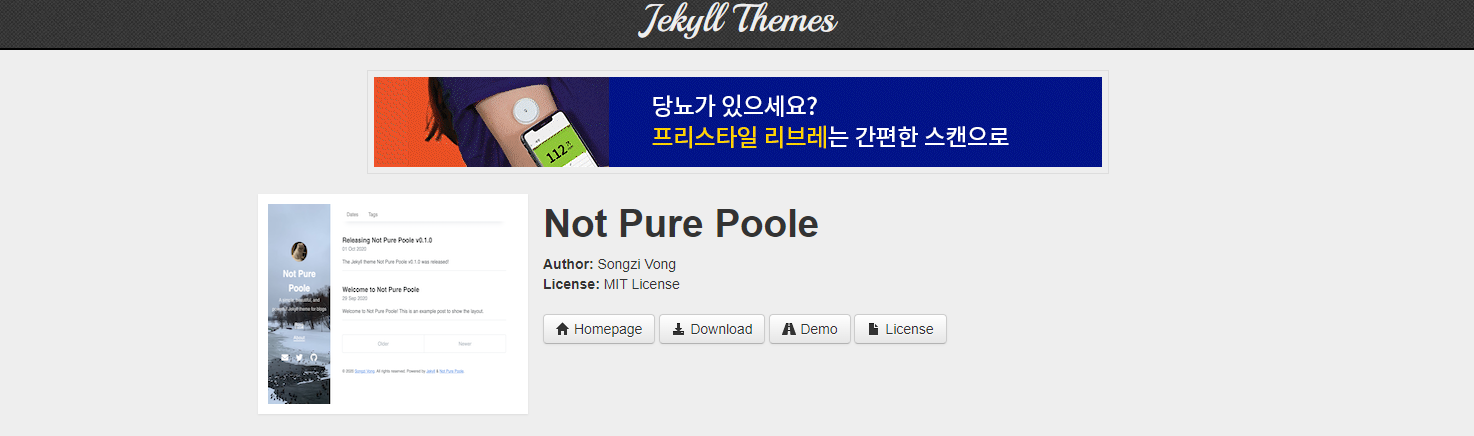 Jekyll Themes
112
당뇨가 있으세요?
프리스타일 리브레는 간편한 스캔으로
Dates Tags
Releasing Not Pure Poole v0.1.0
01 Oct 2020
The Jekyll theme Not Pure Poole v0.1.0 was released!
Welcome to Not Pure Poole
29 Sep 2020
Welcome to Not Pure Poole! This is an example post to show the layout.
Older Newer
© 2020 Songzi Vong. All rights reserved. Powered by Jekyll & Not Pure Poole
Not Pure
Poole
About
Not Pure Poole
Author: Songzi Vong
License: MIT License
Homepage Download Demo License